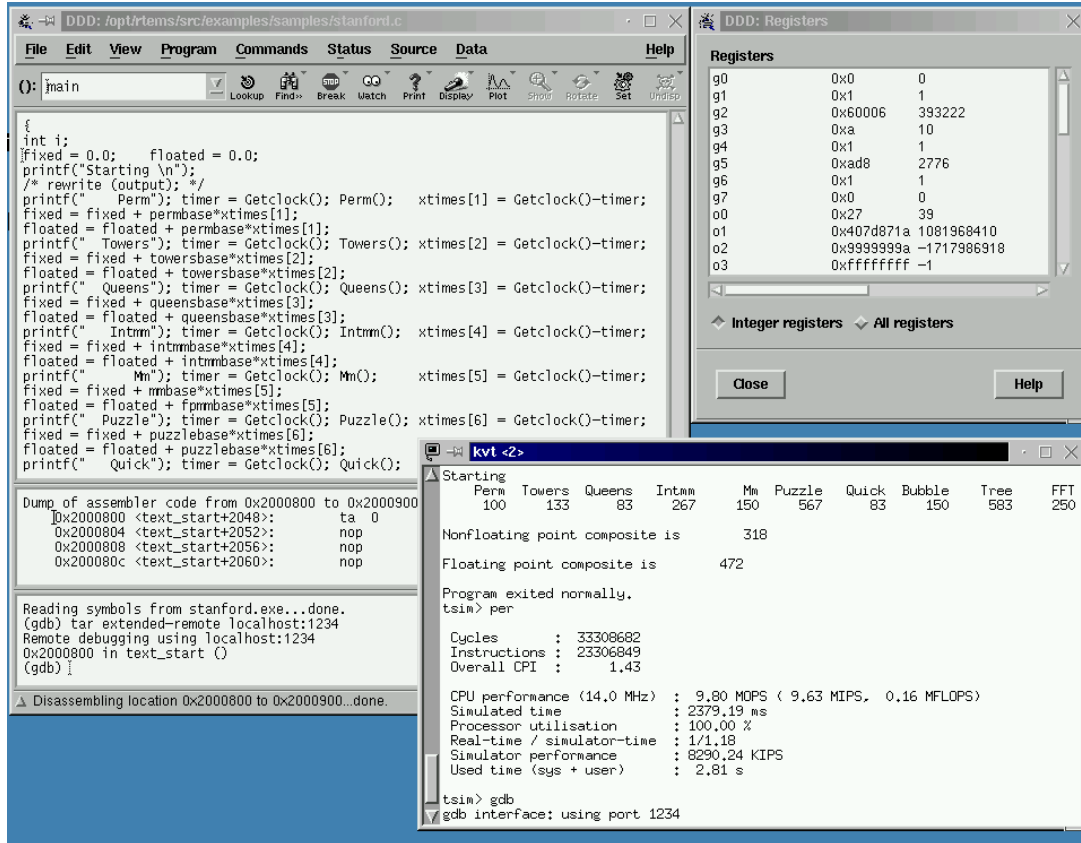 DDD: /opt/rtems/src/examples/samples/stanford.c
File Edit View Program Commands Status Source Data Help
(): main
Lookup Find» Break Watch Print Display Plot Show Rotate Set Undisp
{
int i;
fixed = 0.0;    floated = 0.0;
printf("Starting \n");
/* rewrite (output); */
printf("    Perm"); timer = Getclock(); Perm();   xtimes[1] = Getclock()-timer;
fixed = fixed + permbase*xtimes[1];
floated = floated + permbase*xtimes[1];
printf("  Towers"); timer = Getclock(); Towers(); xtimes[2] = Getclock()-timer;
fixed = fixed + towersbase*xtimes[2];
floated = floated + towersbase*xtimes[2];
printf("  Queens"); timer = Getclock(); Queens(); xtimes[3] = Getclock()-timer;
fixed = fixed + queensbase*xtimes[3];
floated = floated + queensbase*xtimes[3];
printf("   Intmm"); timer = Getclock(); Intmm();  xtimes[4] = Getclock()-timer;
fixed = fixed + intmmbase*xtimes[4];
floated = floated + intmmbase*xtimes[4];
printf("      Mm"); timer = Getclock(); Mm();     xtimes[5] = Getclock()-timer;
fixed = fixed + mmbase*xtimes[5];
floated = floated + fpmmbase*xtimes[5];
printf("  Puzzle"); timer = Getclock(); Puzzle(); xtimes[6] = Getclock()-timer;
fixed = fixed + puzzlebase*xtimes[6];
floated = floated + puzzlebase*xtimes[6];
printf("   Quick"); timer = Getclock(); Quick();
Dump of assembler code from 0x2000800 to 0x2000900
0x2000800 <text_start+2048>:    ta  0
0x2000804 <text_start+2052>:    nop
0x2000808 <text_start+2056>:    nop
0x200080c <text_start+2060>:    nop
Reading symbols from stanford.exe...done.
(gdb) tar extended-remote localhost:1234
Remote debugging using localhost:1234
0x2000800 in text_start ()
(gdb)
Disassembling location 0x2000800 to 0x2000900...done.
DDD: Registers
Registers
g0 0x0 0
g1 0x1 1
g2 0x60006 393222
g3 0xa 10
g4 0x1 1
g5 0xad8 2776
g6 0x1 1
g7 0x0 0
o0 0x27 39
o1 0x407d871a 1081968410
o2 0x9999999a -1717986918
o3 0xffffffff -1
Integer registers All registers
Close Help
kvt <2>
Starting
Perm Towers Queens Intmm Mm Puzzle Quick Bubble Tree FFT
100 133 83 267 150 567 83 150 583 250
Nonfloating point composite is 318
Floating point composite is 472
Program exited normally.
tsim> per
Cycles : 33308682
Instructions : 23306849
Overall CPI : 1.43
CPU performance (14.0 MHz) : 9.80 MOPS ( 9.63 MIPS, 0.16 MFLOPS)
Simulated time : 2379.19 ms
Processor utilisation : 100.00 %
Real-time / simulator-time : 1/1.18
Simulator performance : 8290.24 KIPS
Used time (sys + user) : 2.81 s
tsim> gdb
gdb interface: using port 1234